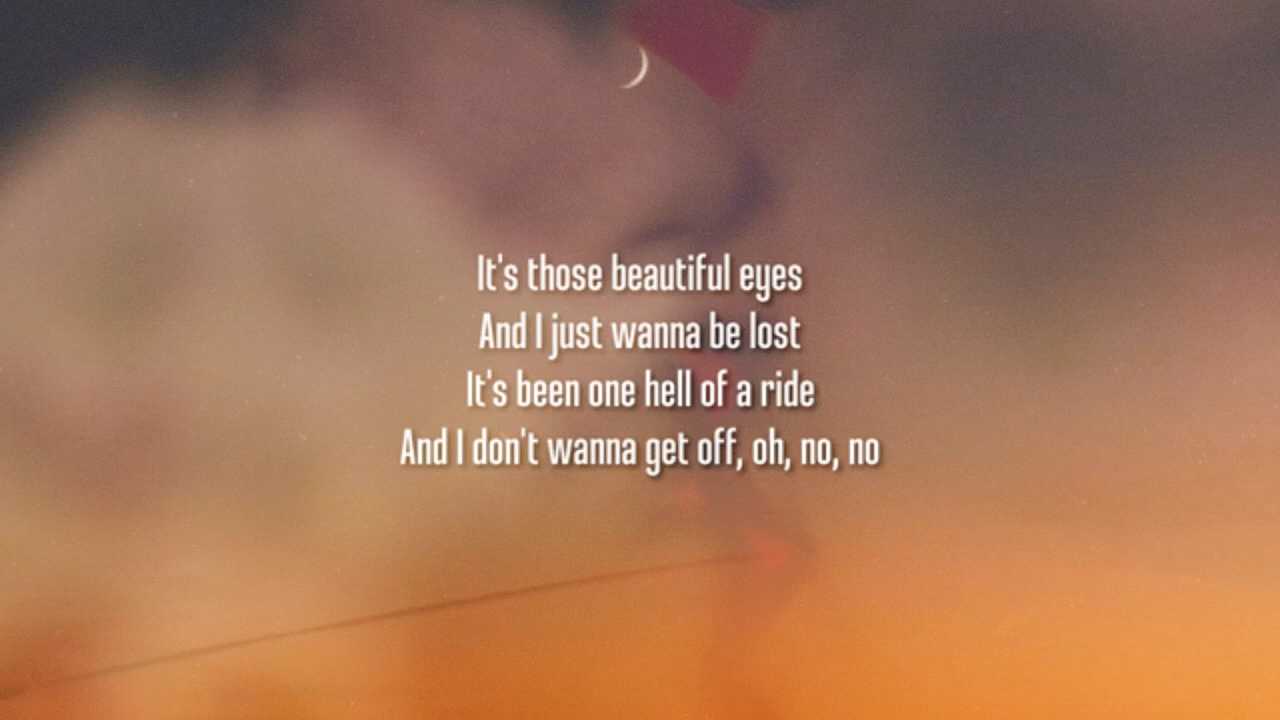 It's those beautiful eyes
And I just wanna be lost
It's been one hell of a ride
And I don't wanna get off, oh, no, no